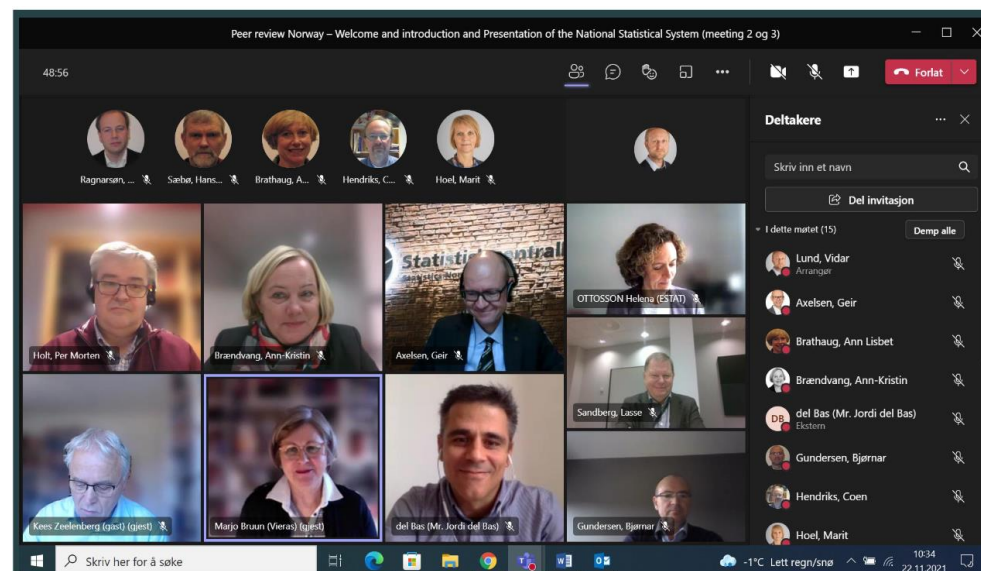 Peer review Norway – Welcome and introduction and Presentation of the National Statistical System (meeting 2 og 3)
48:56
Forlat
Ragnarsøn, ...
Sæbø, Hans...
Brathaug, A...
Hendriks, C...
Hoel, Marit
Holt, Per Morten
Brændvang, Ann-Kristin
Statistisk sentral
Axelsen, Geir
OTTOSSON Helena (ESTAT)
Sandberg, Lasse
Kees Zeelenberg (gast) (gjest)
Marjo Bruun (Vieras) (gjest)
del Bas (Mr. Jordi del Bas)
Gundersen, Bjørnar
Deltakere
Skriv inn et navn
Del invitasjon
I dette møtet (15)
Demp alle
Lund, Vidar
Arrangør
Axelsen, Geir
Brathaug, Ann Lisbet
Brændvang, Ann-Kristin
DB
del Bas (Mr. Jordi del Bas)
Ekstern
Gundersen, Bjørnar
Hendriks, Coen
Hoel, Marit
Skriv her for å søke
-1°C Lett regn/snø
10:34
22.11.2021